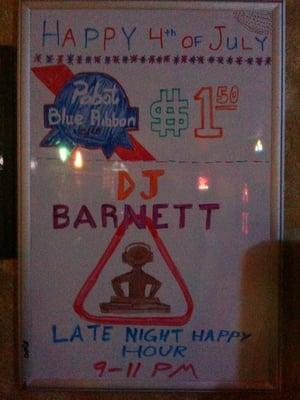 HAPPY 4th OF JULY
Pabst
Blue Ribbon
$1.50
DJ
BARNETT
LATE NIGHT HAPPY
HOUR
9-11 PM